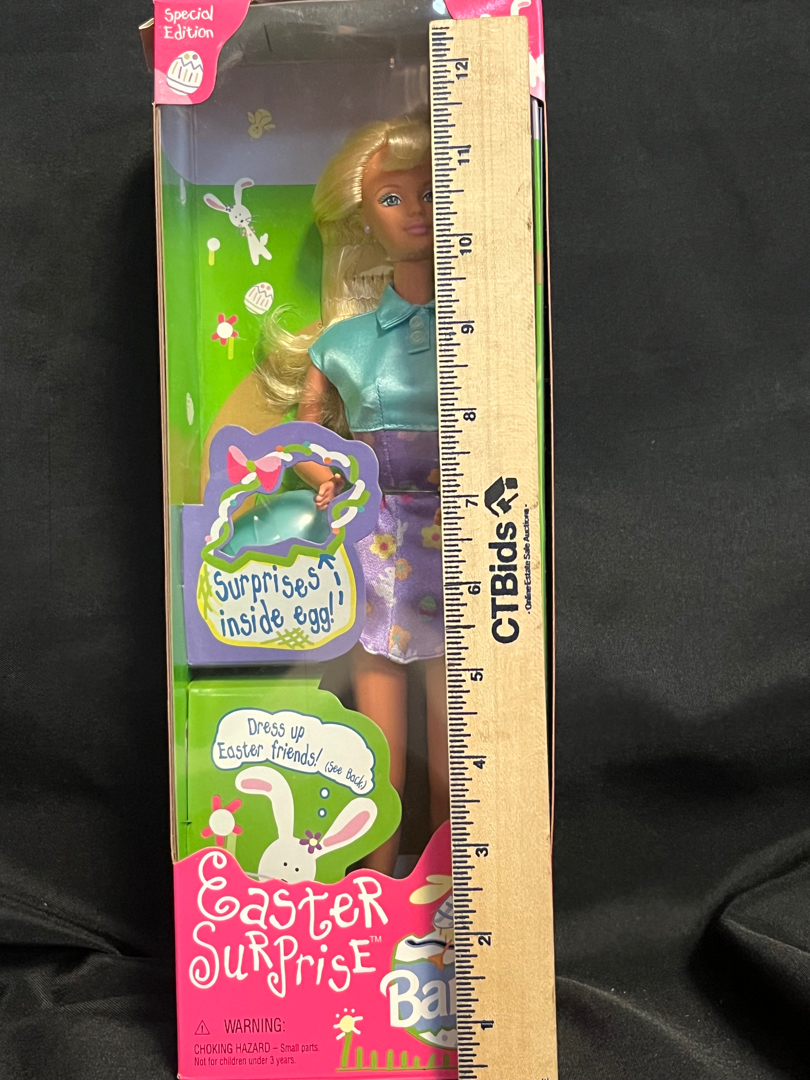 Special
Edition
12
11
10
9
8
7
6
5
4
3
2
1
CTBids
- Online Estate Sale Auctions -
Surprises
inside egg!
Dress up
Easter friends! (See Back)
Easter
Surprise™
Bar
⚠ WARNING:
CHOKING HAZARD – Small parts.
Not for children under 3 years.